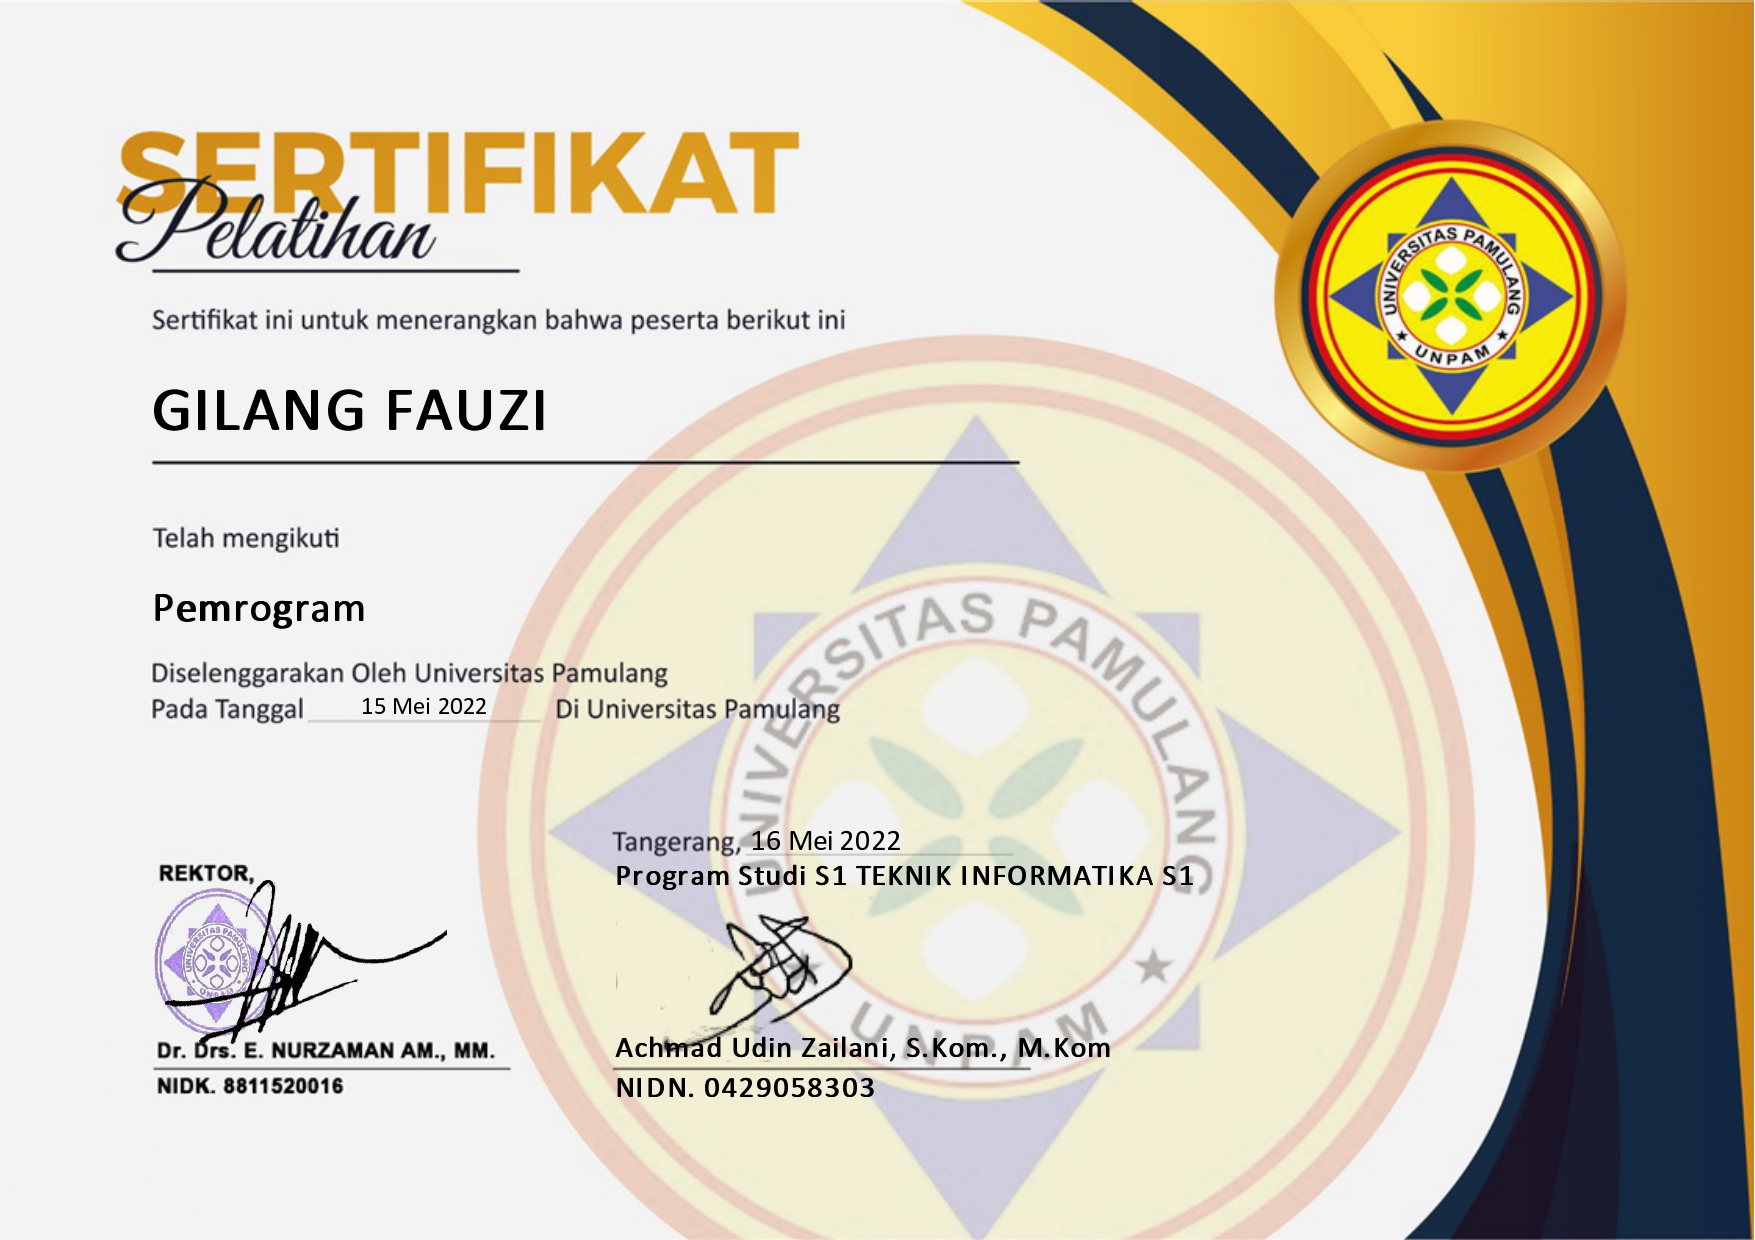 SERTIFIKAT
Pelatihan
Sertifikat ini untuk menerangkan bahwa peserta berikut ini
GILANG FAUZI
Telah mengikuti
Pemrogram
Diselenggarakan Oleh Universitas Pamulang
Pada Tanggal 15 Mei 2022 Di Universitas Pamulang
Tangerang, 16 Mei 2022
Program Studi S1 TEKNIK INFORMATIKA S1
REKTOR,
Dr. Drs. E. NURZAMAN AM., MM.
NIDK. 8811520016
Achmad Udin Zailani, S.Kom., M.Kom
NIDN. 0429058303
UNIVERSITAS PAMULANG
UNPAM
UNIVERSITAS PAMULANG
UNPAM
UNIVERSITAS PAMULANG
UNPAM